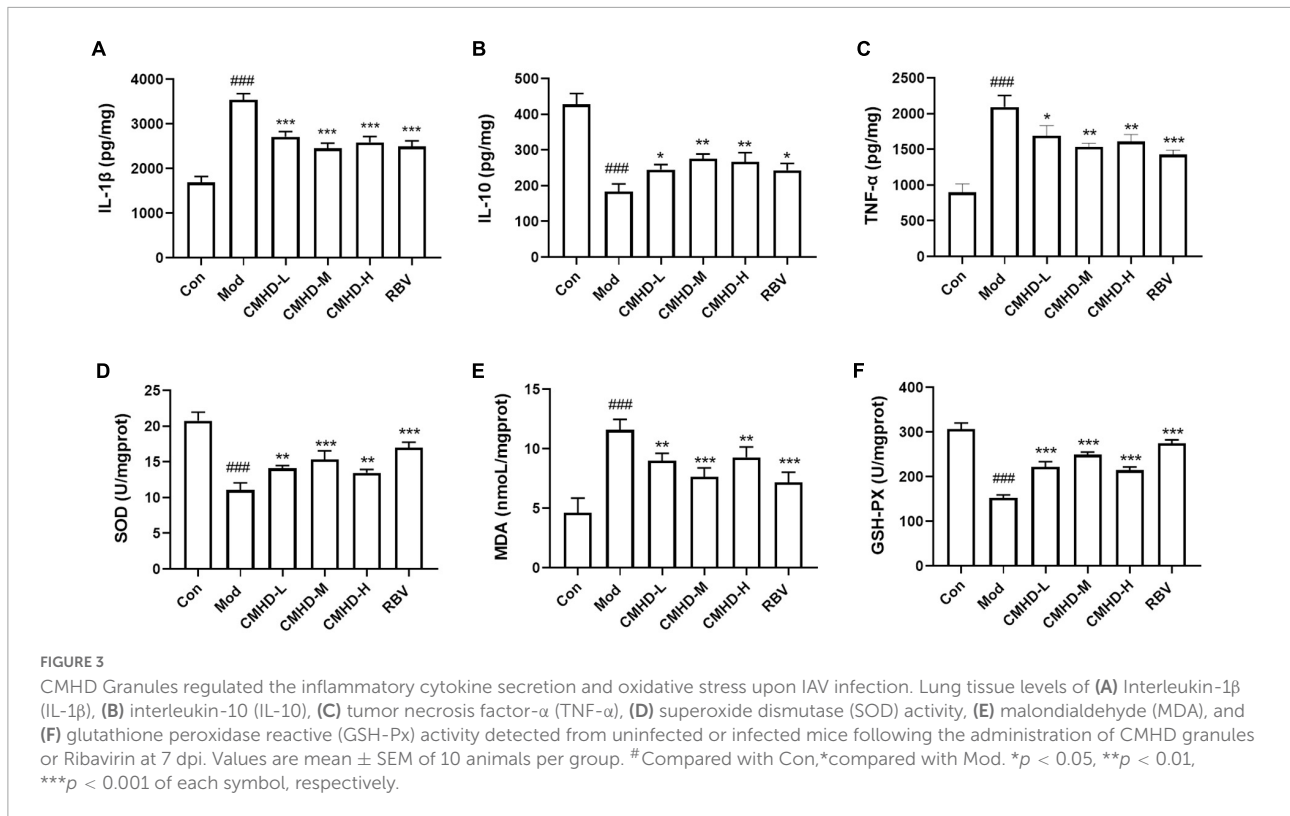 A
IL-1β (pg/mg)
4000
3000
2000
1000
0
###
***
***
***
***
Con
Mod
CMHD-L
CMHD-M
CMHD-H
RBV
B
IL-10 (pg/mg)
500
400
300
200
100
0
###
*
**
**
*
Con
Mod
CMHD-L
CMHD-M
CMHD-H
RBV
C
TNF-α (pg/mg)
2500
2000
1500
1000
500
0
###
*
**
**
***
Con
Mod
CMHD-L
CMHD-M
CMHD-H
RBV
D
SOD (U/mgprot)
25
20
15
10
5
0
###
**
***
**
***
Con
Mod
CMHD-L
CMHD-M
CMHD-H
RBV
E
MDA (nmoL/mgprot)
15
10
5
0
###
**
***
**
***
Con
Mod
CMHD-L
CMHD-M
CMHD-H
RBV
F
GSH-PX (U/mgprot)
400
300
200
100
0
###
***
***
***
***
Con
Mod
CMHD-L
CMHD-M
CMHD-H
RBV
FIGURE 3
CMHD Granules regulated the inflammatory cytokine secretion and oxidative stress upon IAV infection. Lung tissue levels of (A) Interleukin-1β
(IL-1β), (B) interleukin-10 (IL-10), (C) tumor necrosis factor-α (TNF-α), (D) superoxide dismutase (SOD) activity, (E) malondialdehyde (MDA), and
(F) glutathione peroxidase reactive (GSH-Px) activity detected from uninfected or infected mice following the administration of CMHD granules
or Ribavirin at 7 dpi. Values are mean ± SEM of 10 animals per group. #Compared with Con,*compared with Mod. *p < 0.05, **p < 0.01,
***p < 0.001 of each symbol, respectively.